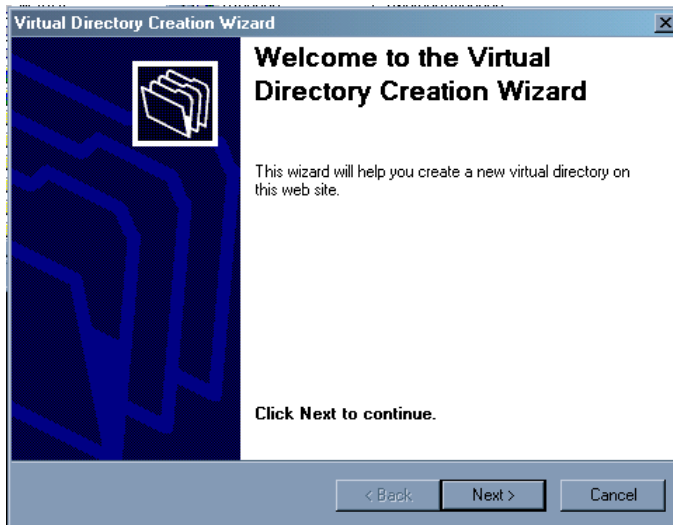 Virtual Directory Creation Wizard
Welcome to the Virtual
Directory Creation Wizard
This wizard will help you create a new virtual directory on
this web site.
Click Next to continue.
< Back
Next >
Cancel